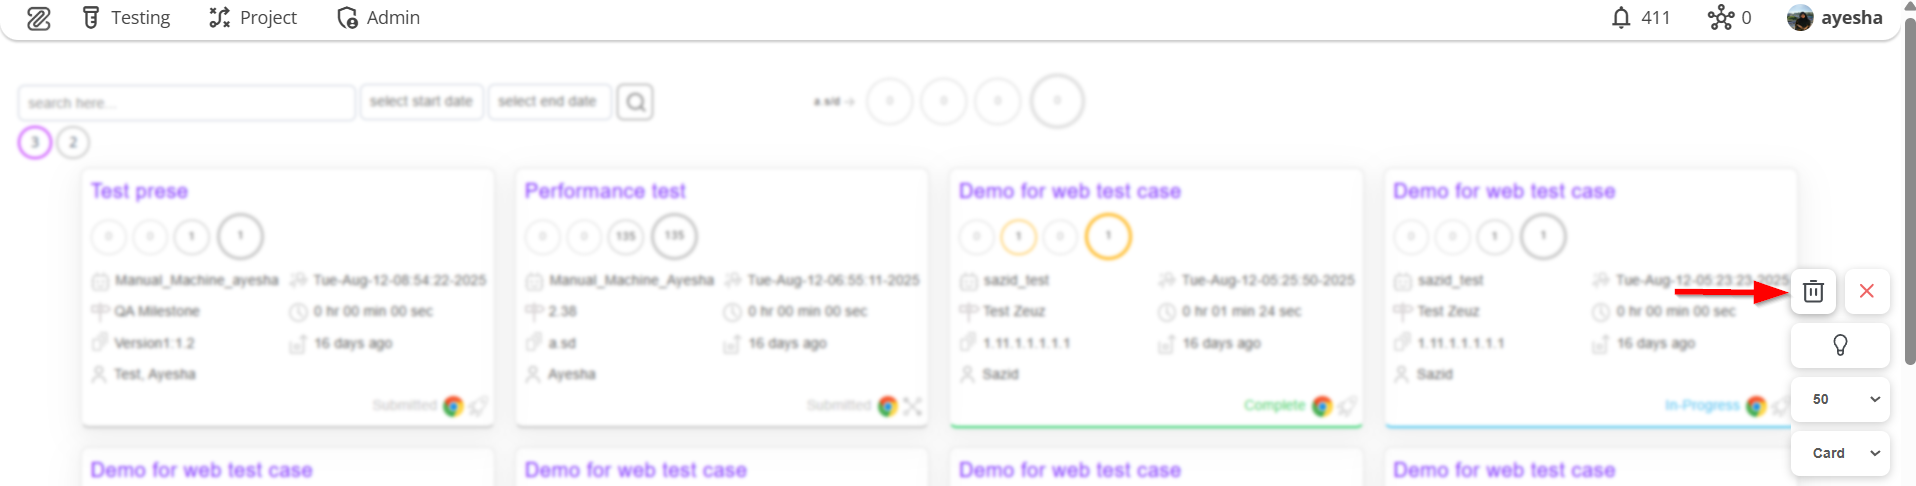 Testing Project Admin 411 0 ayesha
search here... select start date select end date a.s/d → 0 0 0 0
3 2
Test prese Performance test Demo for web test case Demo for web test case
0 0 1 1 0 0 135 135 0 1 0 1 0 0 1 1
Manual_Machine_ayesha Tue-Aug-12-08:54:22-2025 Manual_Machine_Ayesha Tue-Aug-12-06:55:11-2025 sazid_test Tue-Aug-12-05:25:50-2025 sazid_test Tue-Aug-12-05:23:23-2025
QA Milestone 0 hr 00 min 00 sec 2.38 0 hr 00 min 00 sec Test Zeuz 0 hr 01 min 24 sec Test Zeuz 0 hr 00 min 00 sec
Version1.1.2 16 days ago a.sd 16 days ago 1.11.1.1.1.1.1 16 days ago 1.11.1.1.1.1.1 16 days ago
Test, Ayesha Ayesha Sazid Sazid
50
Submitted Submitted Complete In-Progress
Card
Demo for web test case Demo for web test case Demo for web test case Demo for web test case